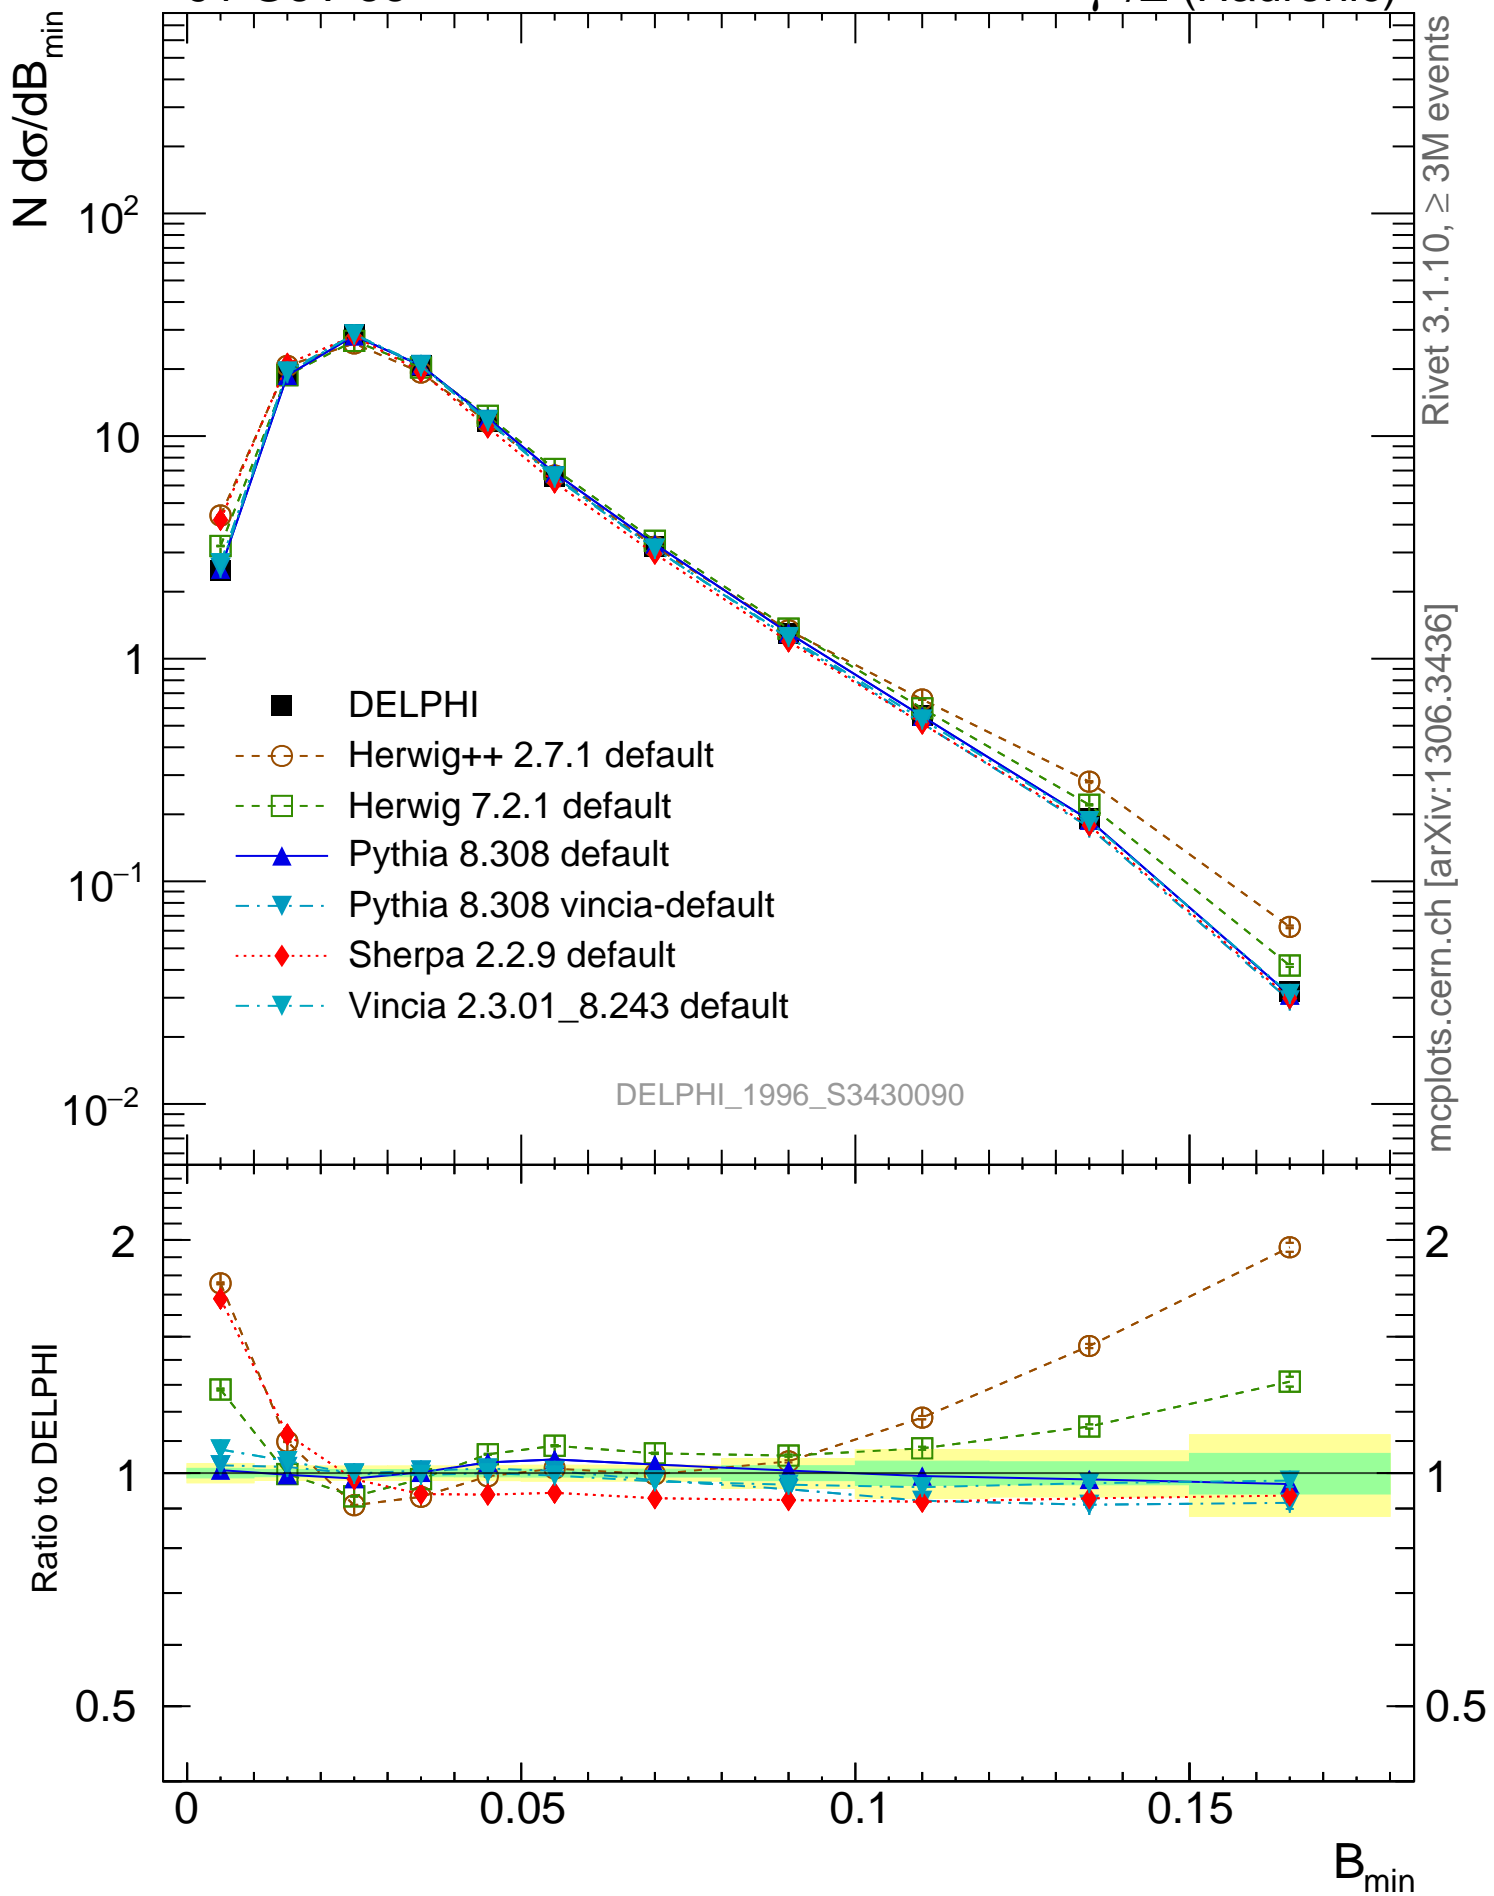 N dσ/dB_min
10²
10
1
10⁻¹
10⁻²
DELPHI
Herwig++ 2.7.1 default
Herwig 7.2.1 default
Pythia 8.308 default
Pythia 8.308 vincia-default
Sherpa 2.2.9 default
Vincia 2.3.01_8.243 default
DELPHI_1996_S3430090
Rivet 3.1.10, ≥ 3M events
mcplots.cern.ch [arXiv:1306.3436]
Ratio to DELPHI
2
1
0.5
2
1
0.5
0
0.05
0.1
0.15
B_min